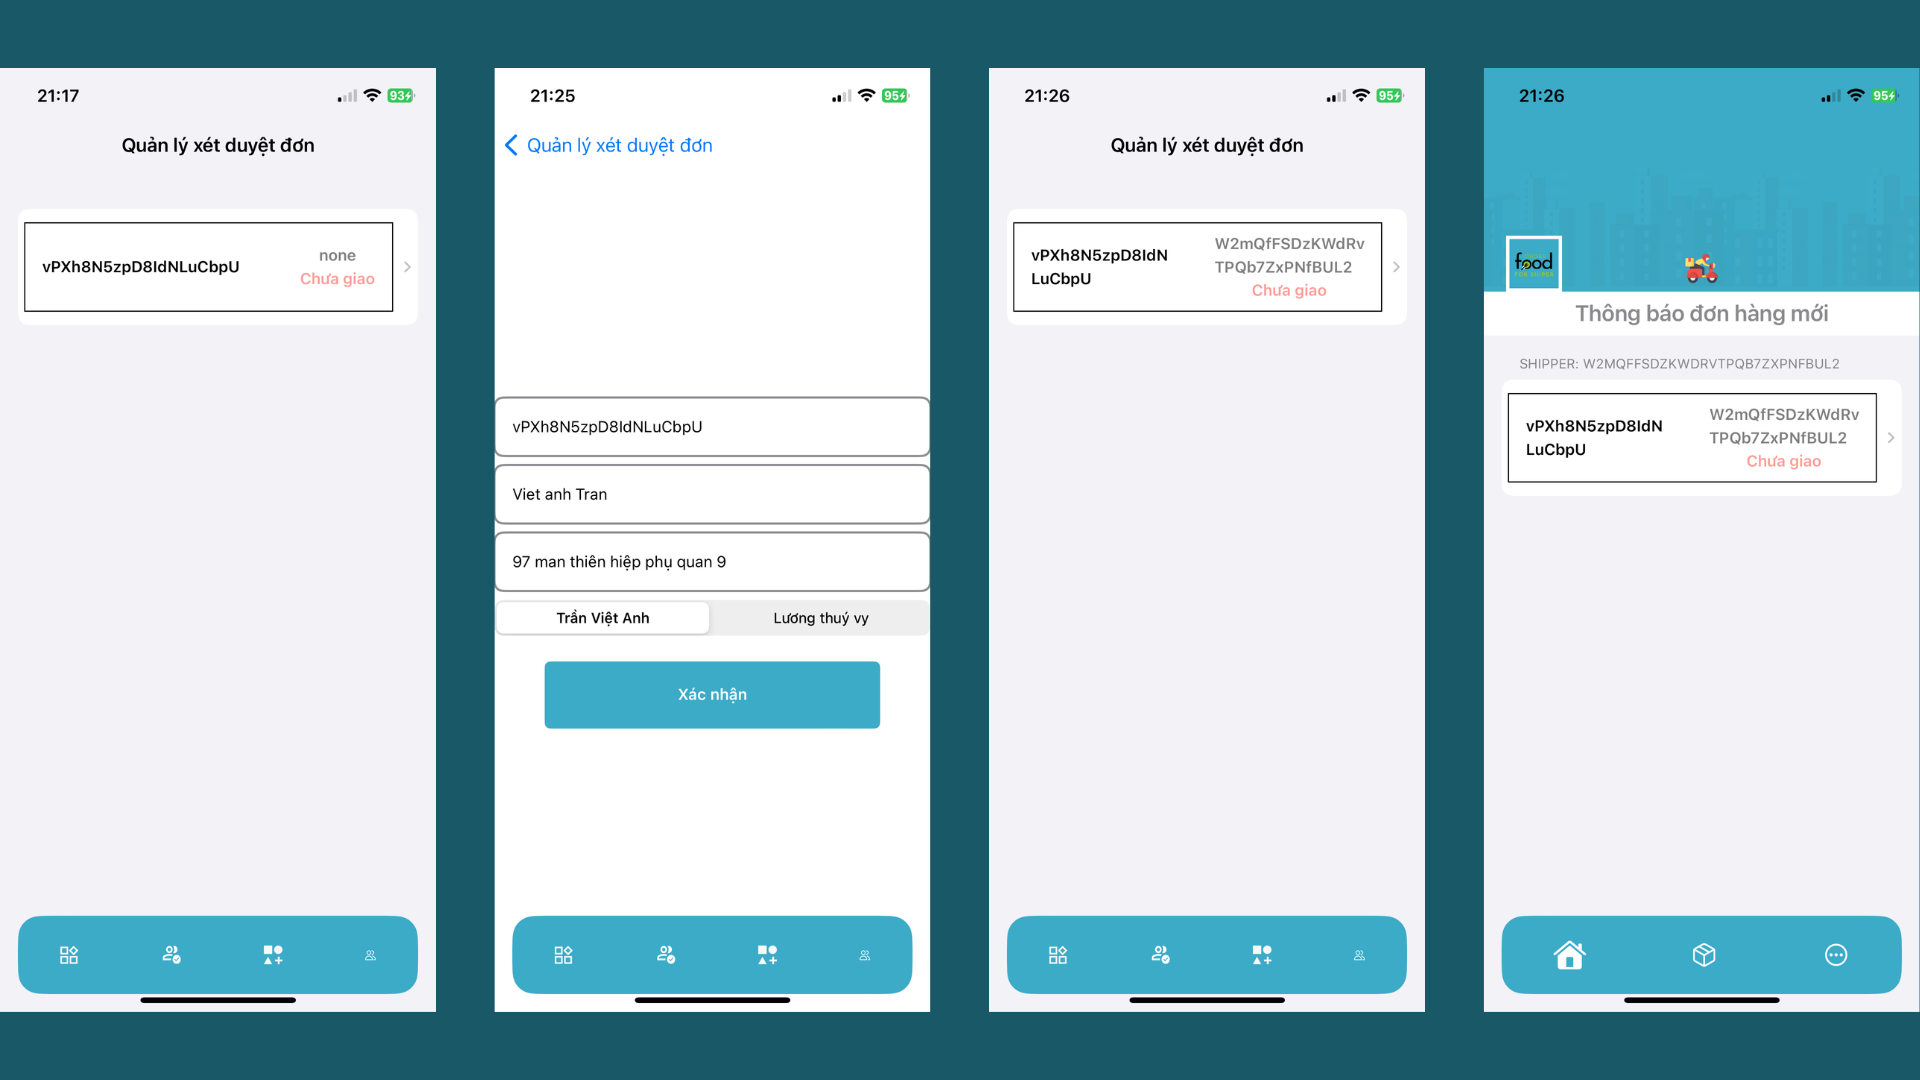 21:17
93
Quản lý xét duyệt đơn
vPXh8N5zpD8IdNLuCbpU
none
Chưa giao
21:25
95
Quản lý xét duyệt đơn
vPXh8N5zpD8IdNLuCbpU
Viet anh Tran
97 man thiên hiệp phụ quan 9
Trần Việt Anh
Lương thuý vy
Xác nhận
21:26
95
Quản lý xét duyệt đơn
vPXh8N5zpD8IdN
LuCbpU
W2mQfFSDzKWdRv
TPQb7ZxPNfBUL2
Chưa giao
21:26
95
food
Thông báo đơn hàng mới
SHIPPER: W2MQFFSDZKWDRVTPQB7ZXPNFBUL2
vPXh8N5zpD8IdN
LuCbpU
W2mQfFSDzKWdRv
TPQb7ZxPNfBUL2
Chưa giao